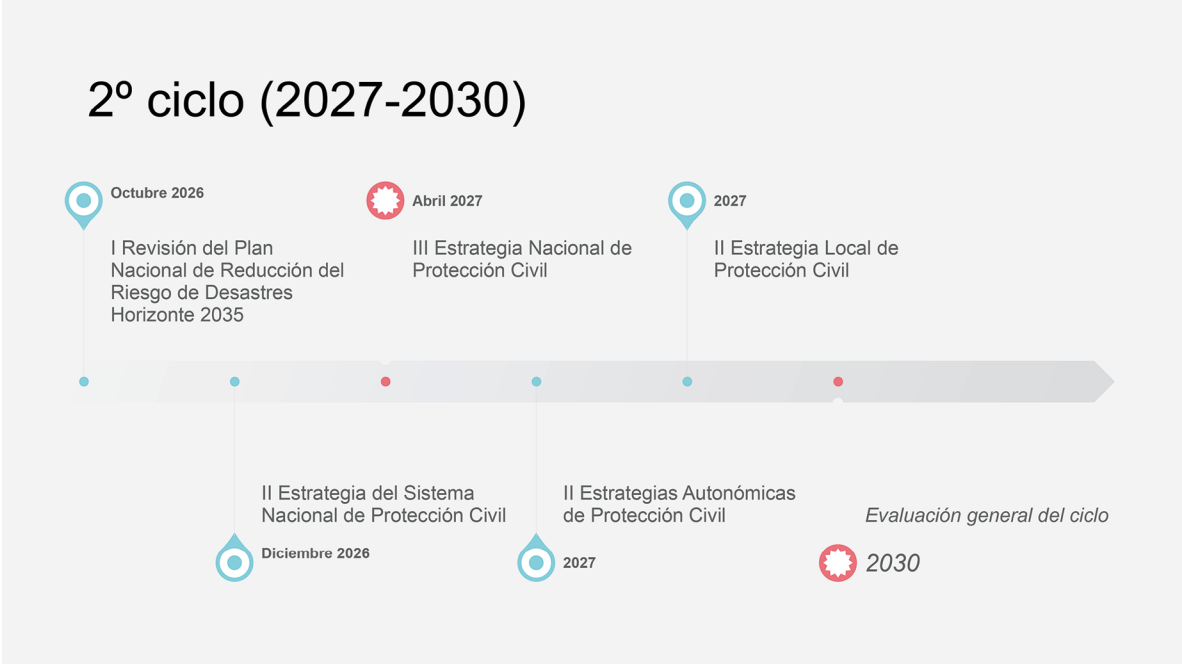 2º ciclo (2027-2030)
Octubre 2026
I Revisión del Plan
Nacional de Reducción del
Riesgo de Desastres
Horizonte 2035
Abril 2027
III Estrategia Nacional de
Protección Civil
2027
II Estrategia Local de
Protección Civil
II Estrategia del Sistema
Nacional de Protección Civil
Diciembre 2026
II Estrategias Autonómicas
de Protección Civil
2027
Evaluación general del ciclo
2030